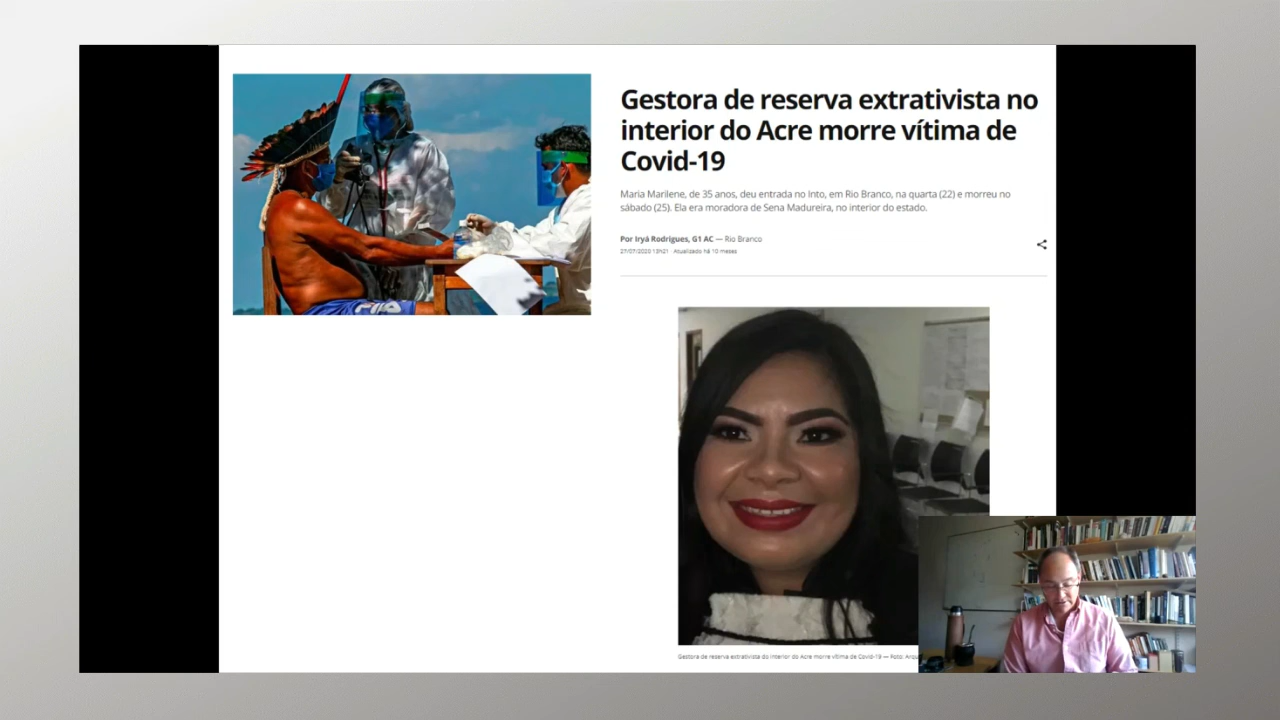 Gestora de reserva extrativista no
interior do Acre morre vítima de
Covid-19
Maria Marilene, de 35 anos, deu entrada no Into, em Rio Branco, na quarta (22) e morreu no
sábado (25). Ela era moradora de Sena Madureira, no interior do estado.
Por Iryá Rodrigues, G1 AC — Rio Branco
27/07/2020 13h21 Atualizado há 10 meses
Gestora de reserva extrativista do interior do Acre morre vítima de Covid-19 — Foto: